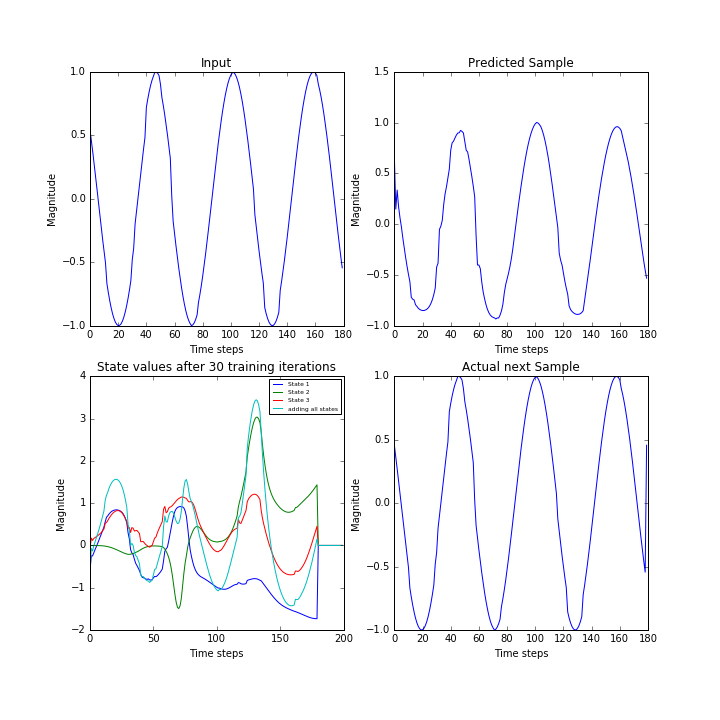 Input
Magnitude
1.0
0.5
0.0
−0.5
−1.0
0 20 40 60 80 100 120 140 160 180
Time steps
Predicted Sample
Magnitude
1.5
1.0
0.5
0.0
−0.5
−1.0
0 20 40 60 80 100 120 140 160 180
Time steps
State values after 30 training iterations
Magnitude
4
3
2
1
0
−1
−2
0 50 100 150 200
Time steps
State 1
State 2
State 3
adding all states
Actual next Sample
Magnitude
1.0
0.5
0.0
−0.5
−1.0
0 20 40 60 80 100 120 140 160 180
Time steps